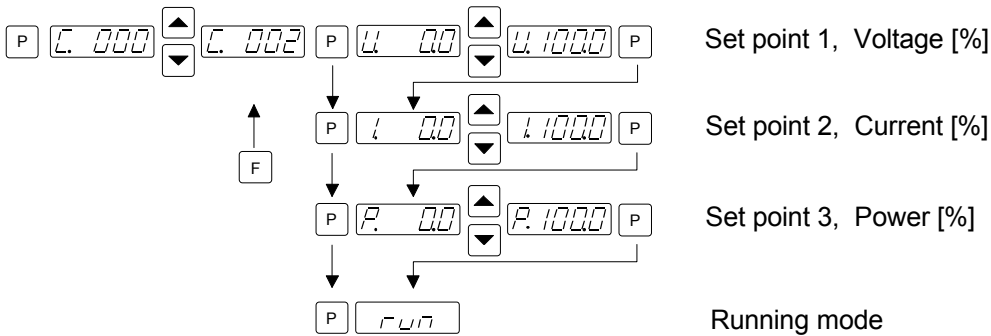 P C. 000 C. 002 P U. 0.0 U. 100.0 P Set point 1, Voltage [%]
P I. 0.0 I. 100.0 P Set point 2, Current [%]
F
P P. 0.0 P. 100.0 P Set point 3, Power [%]
P run Running mode